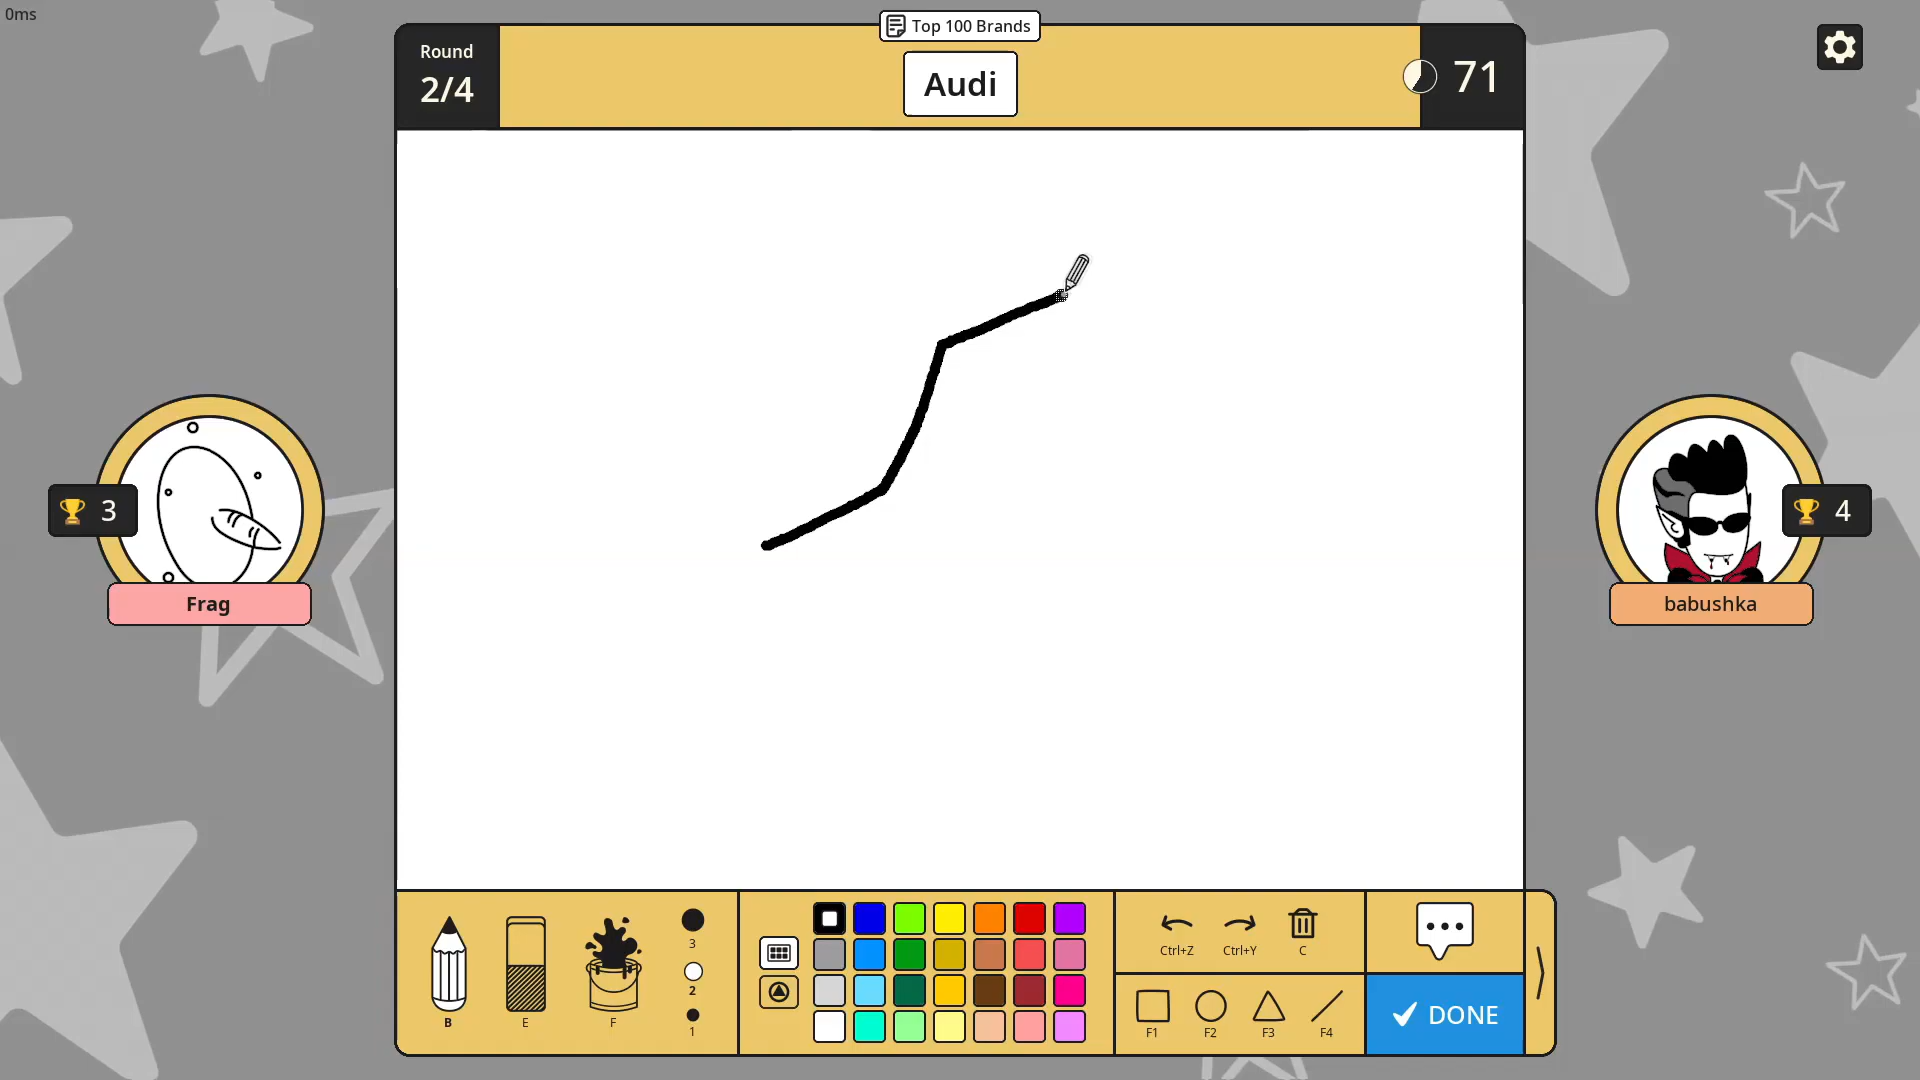 0ms
Top 100 Brands
Round
2/4
Audi
71
3
Frag
4
babushka
3
2
1
B
E
F
Ctrl+Z
Ctrl+Y
C
F1
F2
F3
F4
DONE